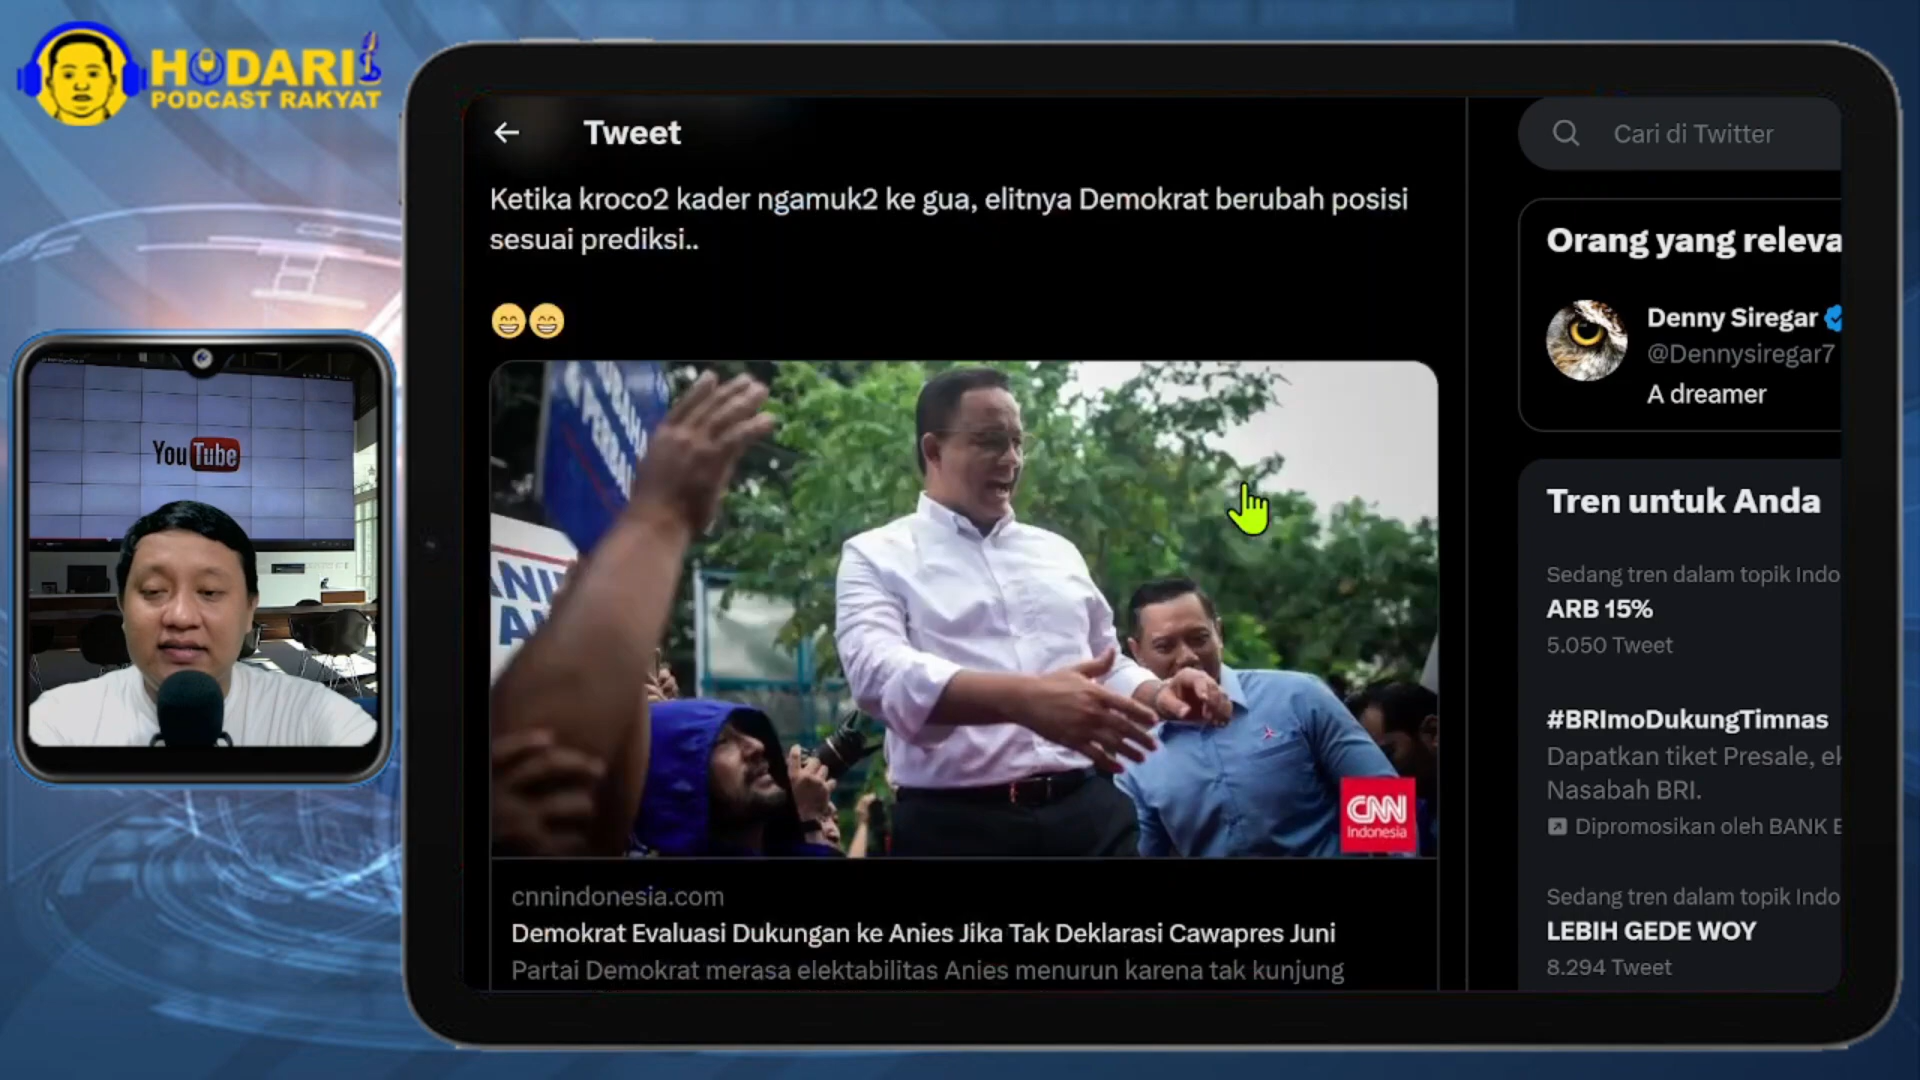 HODARI
PODCAST RAKYAT
YouTube
Tweet
Ketika kroco2 kader ngamuk2 ke gua, elitnya Demokrat berubah posisi
sesuai prediksi..
CNN
Indonesia
cnnindonesia.com
Demokrat Evaluasi Dukungan ke Anies Jika Tak Deklarasi Cawapres Juni
Partai Demokrat merasa elektabilitas Anies menurun karena tak kunjung
Cari di Twitter
Orang yang releva
Denny Siregar
@Dennysiregar7
A dreamer
Tren untuk Anda
Sedang tren dalam topik Indo
ARB 15%
5.050 Tweet
#BRImoDukungTimnas
Dapatkan tiket Presale, ek
Nasabah BRI.
Dipromosikan oleh BANK B
Sedang tren dalam topik Indo
LEBIH GEDE WOY
8.294 Tweet